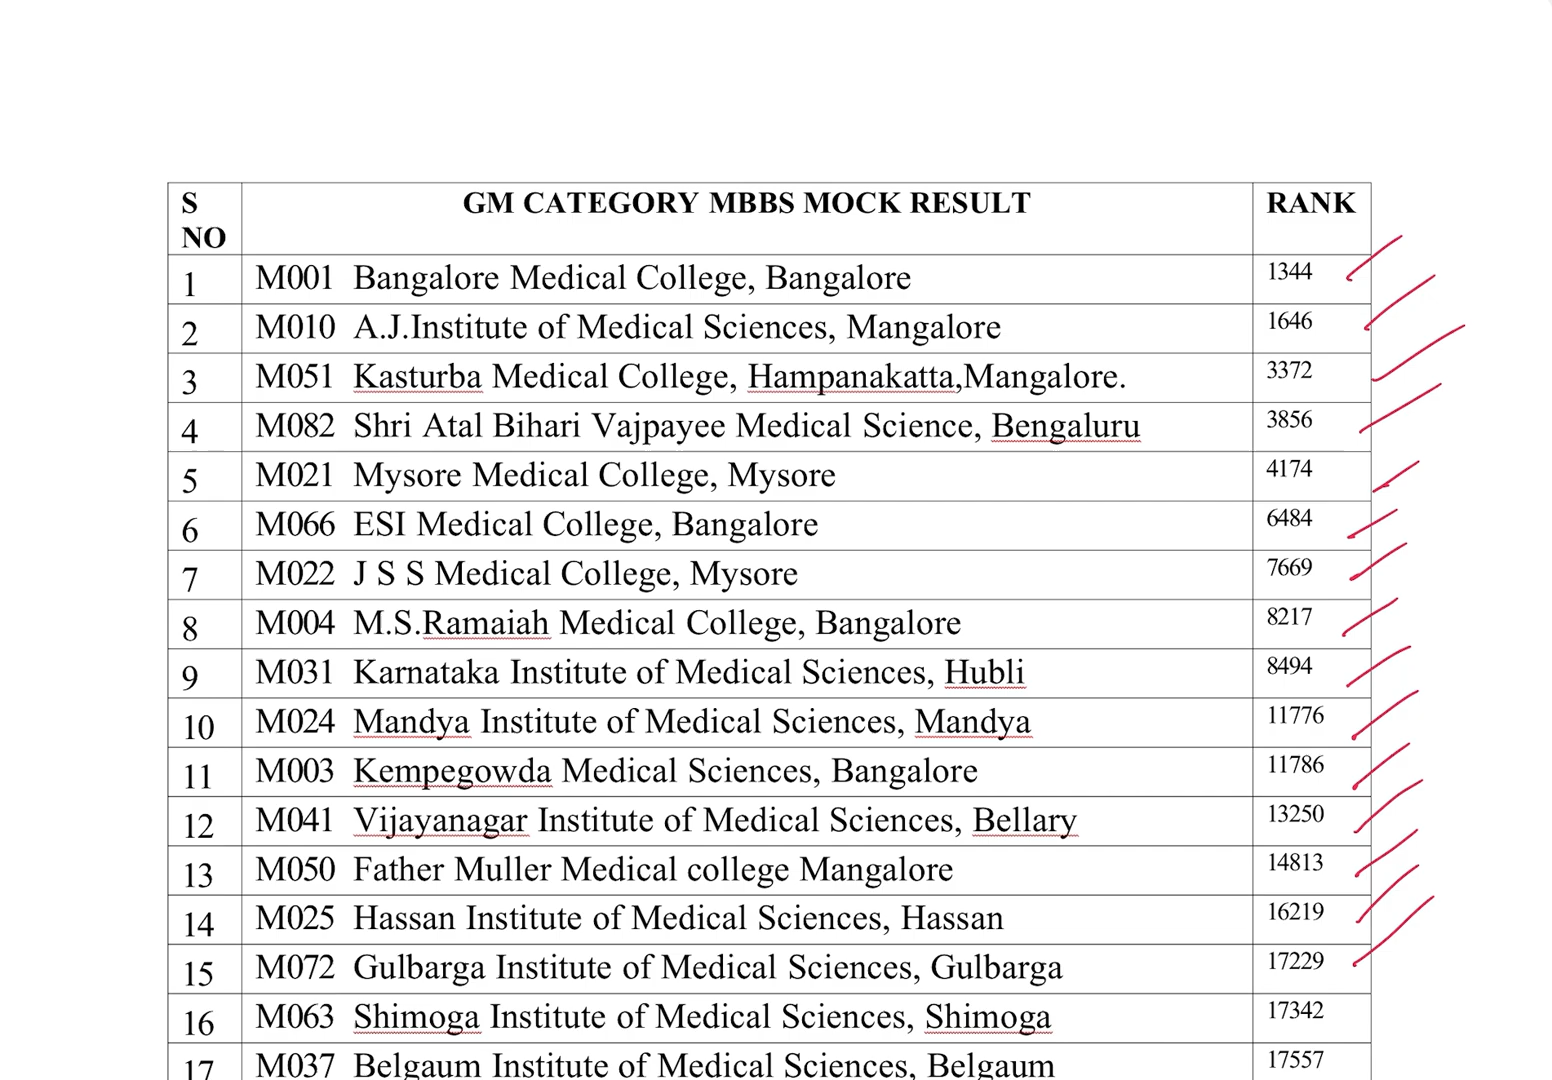 S NO GM CATEGORY MBBS MOCK RESULT RANK
1 M001 Bangalore Medical College, Bangalore 1344
2 M010 A.J.Institute of Medical Sciences, Mangalore 1646
3 M051 Kasturba Medical College, Hampanakatta,Mangalore. 3372
4 M082 Shri Atal Bihari Vajpayee Medical Science, Bengaluru 3856
5 M021 Mysore Medical College, Mysore 4174
6 M066 ESI Medical College, Bangalore 6484
7 M022 J S S Medical College, Mysore 7669
8 M004 M.S.Ramaiah Medical College, Bangalore 8217
9 M031 Karnataka Institute of Medical Sciences, Hubli 8494
10 M024 Mandya Institute of Medical Sciences, Mandya 11776
11 M003 Kempegowda Medical Sciences, Bangalore 11786
12 M041 Vijayanagar Institute of Medical Sciences, Bellary 13250
13 M050 Father Muller Medical college Mangalore 14813
14 M025 Hassan Institute of Medical Sciences, Hassan 16219
15 M072 Gulbarga Institute of Medical Sciences, Gulbarga 17229
16 M063 Shimoga Institute of Medical Sciences, Shimoga 17342
17 M037 Belgaum Institute of Medical Sciences, Belgaum 17557